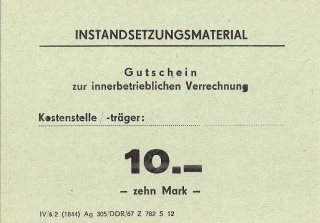 INSTANDSETZUNGSMATERIAL
Gutschein
zur innerbetrieblichen Verrechnung
Kostenstelle / -träger:
10.—
— zehn Mark —
IV/6 2 (1844) Ag 305/DDR/67 Z 782 S 12